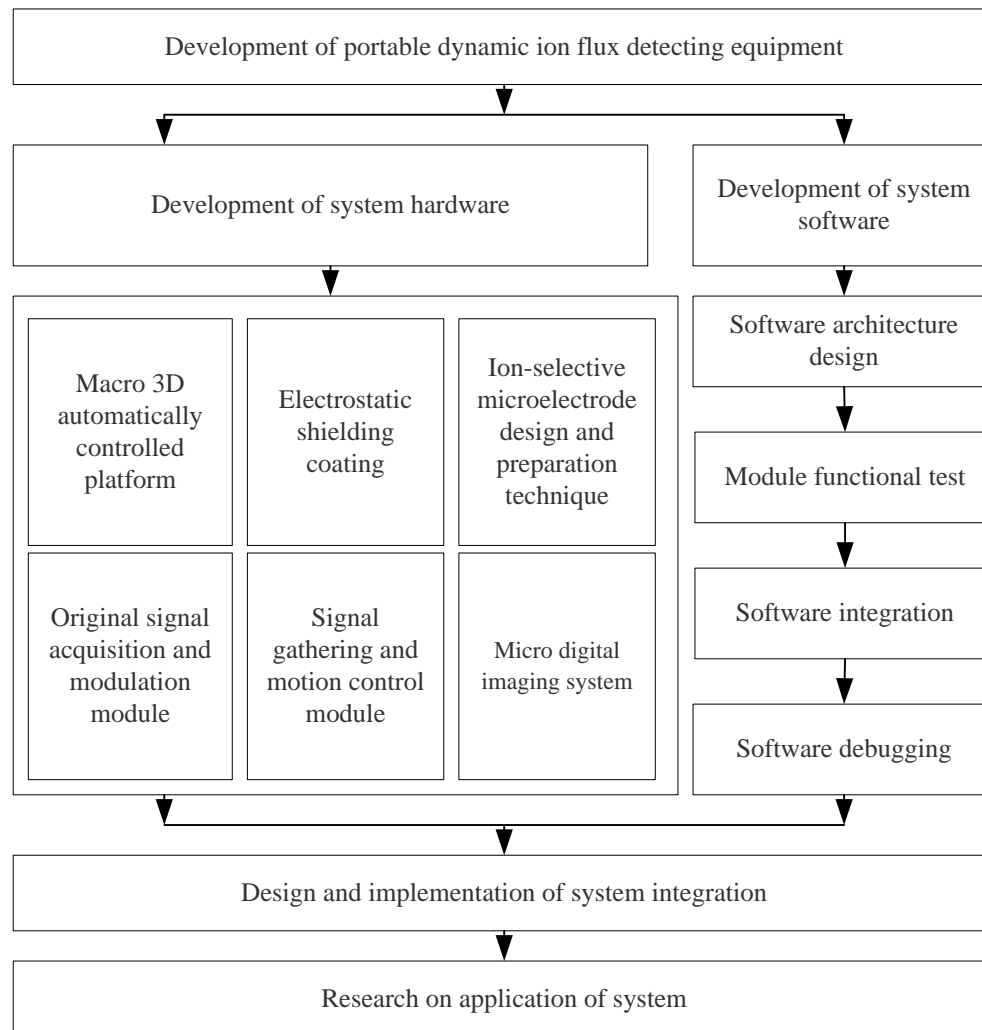 Development of portable dynamic ion flux detecting equipment
Development of system hardware
Development of system
software
Macro 3D
automatically
controlled
platform
Electrostatic
shielding
coating
Ion-selective
microelectrode
design and
preparation
technique
Original signal
acquisition and
modulation
module
Signal
gathering and
motion control
module
Micro digital
imaging system
Software architecture
design
Module functional test
Software integration
Software debugging
Design and implementation of system integration
Research on application of system